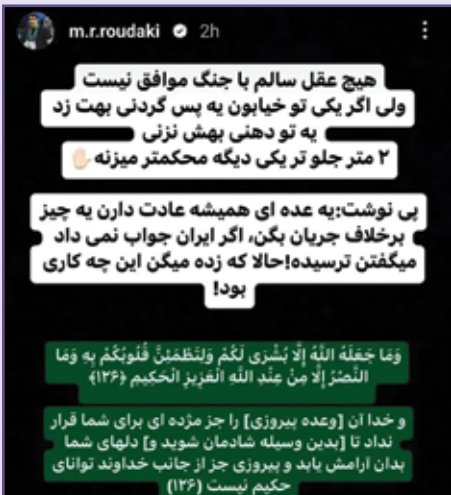 m.r.roudaki 2h
هیچ عقل سالم با جنگ موافق نیست
ولی اگر یکی تو خیابون یه پس گردنی بهت زد
یه تو دهنی بهش نزنی
۲ متر جلو تر یکی دیگه محکمتر میزنه✋🏻
پی نوشت:یه عده ای همیشه عادت دارن یه چیز
برخلاف جریان بگن، اگر ایران جواب نمی داد
میگفتن ترسیده!حالا که زده میگن این چه کاری
بود!
وَمَا جَعَلَهُ اللَّهُ إِلَّا بُشْرَى لَكُمْ وَلِتَطْمَئِنَّ قُلُوبُكُمْ بِهِ وَمَا
النَّصْرُ إِلَّا مِنْ عِنْدِ اللَّهِ الْعَزِيزِ الْحَكِيمِ ﴿۱۲۶﴾
و خدا آن [وعده پیروزی] را جز مژده ای برای شما قرار
نداد تا [بدین وسیله شادمان شوید و] دلهای شما
بدان آرامش یابد و پیروزی جز از جانب خداوند توانای
حکیم نیست (۱۲۶)